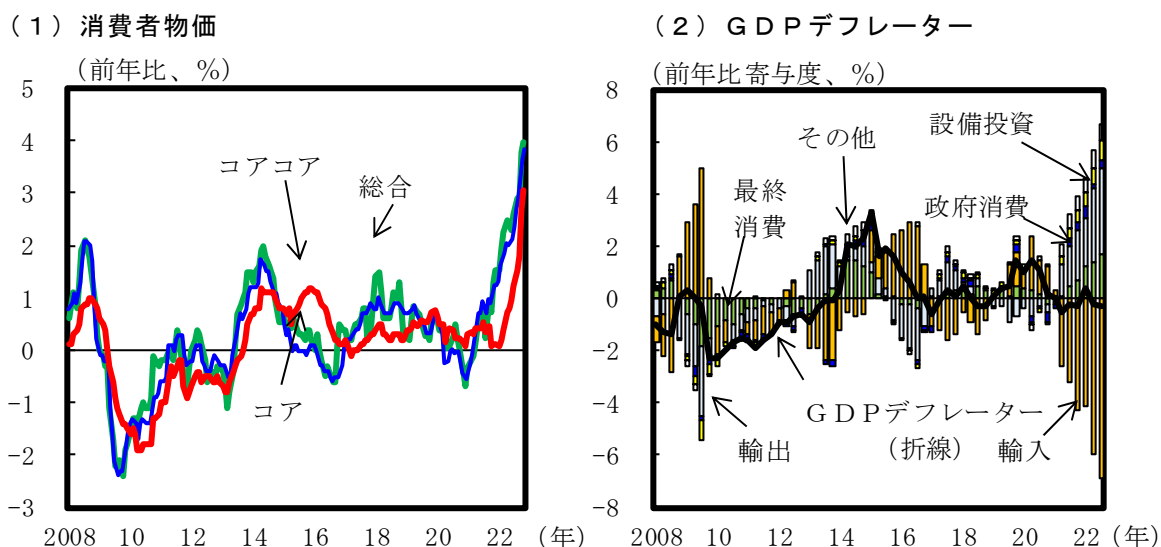 （１）消費者物価
（前年比、％）
5
4
3
2
1
0
-1
-2
-3
コアコア
総合
コア
2008 10 12 14 16 18 20 22 （年）
（２）ＧＤＰデフレーター
（前年比寄与度、％）
8
6
4
2
0
-2
-4
-6
-8
その他
設備投資
最終
消費
政府消費
ＧＤＰデフレーター
（折線）
輸出
輸入
2008 10 12 14 16 18 20 22 （年）